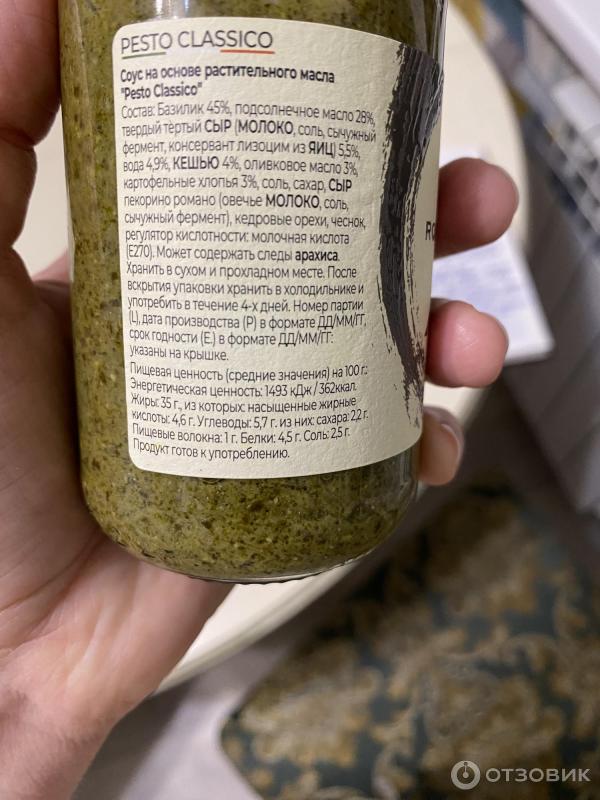 PESTO CLASSICO
Соус на основе растительного масла
"Pesto Classico"
Состав: Базилик 45%, подсолнечное масло 28%,
твердый тёртый СЫР (МОЛОКО, соль, сычужный
фермент, консервант лизоцим из ЯИЦ) 5,5%,
вода 4,9%, КЕШЬЮ 4%, оливковое масло 3%,
картофельные хлопья 3%, соль, сахар, СЫР
пекорино романо (овечье МОЛОКО, соль,
сычужный фермент), кедровые орехи, чеснок,
регулятор кислотности: молочная кислота
(E270). Может содержать следы арахиса.
Хранить в сухом и прохладном месте. После
вскрытия упаковки хранить в холодильнике и
употребить в течение 4-х дней. Номер партии
(L), дата производства (P) в формате ДД/ММ/ГГ,
срок годности (E.) в формате ДД/ММ/ГГ:
указаны на крышке.
Пищевая ценность (средние значения) на 100 г.:
Энергетическая ценность: 1493 кДж / 362ккал.
Жиры: 35 г., из которых: насыщенные жирные
кислоты: 4,6 г. Углеводы: 5,7 г. из них: сахара: 2,2 г.
Пищевые волокна: 1 г. Белки: 4,5 г. Соль: 2,5 г.
Продукт готов к употреблению.
ОТЗОВИК